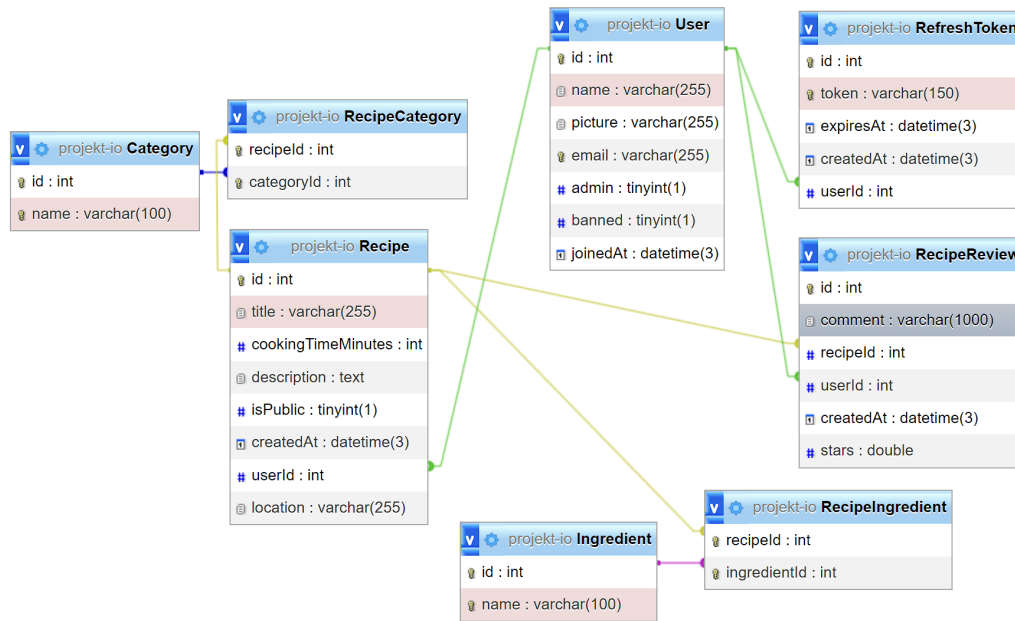 projekt-io Category
id : int
name : varchar(100)
projekt-io RecipeCategory
recipeId : int
categoryId : int
projekt-io Recipe
id : int
title : varchar(255)
cookingTimeMinutes : int
description : text
isPublic : tinyint(1)
createdAt : datetime(3)
userId : int
location : varchar(255)
projekt-io User
id : int
name : varchar(255)
picture : varchar(255)
email : varchar(255)
admin : tinyint(1)
banned : tinyint(1)
joinedAt : datetime(3)
projekt-io Ingredient
id : int
name : varchar(100)
projekt-io RefreshToken
id : int
token : varchar(150)
expiresAt : datetime(3)
createdAt : datetime(3)
userId : int
projekt-io RecipeReview
id : int
comment : varchar(1000)
recipeId : int
userId : int
createdAt : datetime(3)
stars : double
projekt-io RecipeIngredient
recipeId : int
ingredientId : int